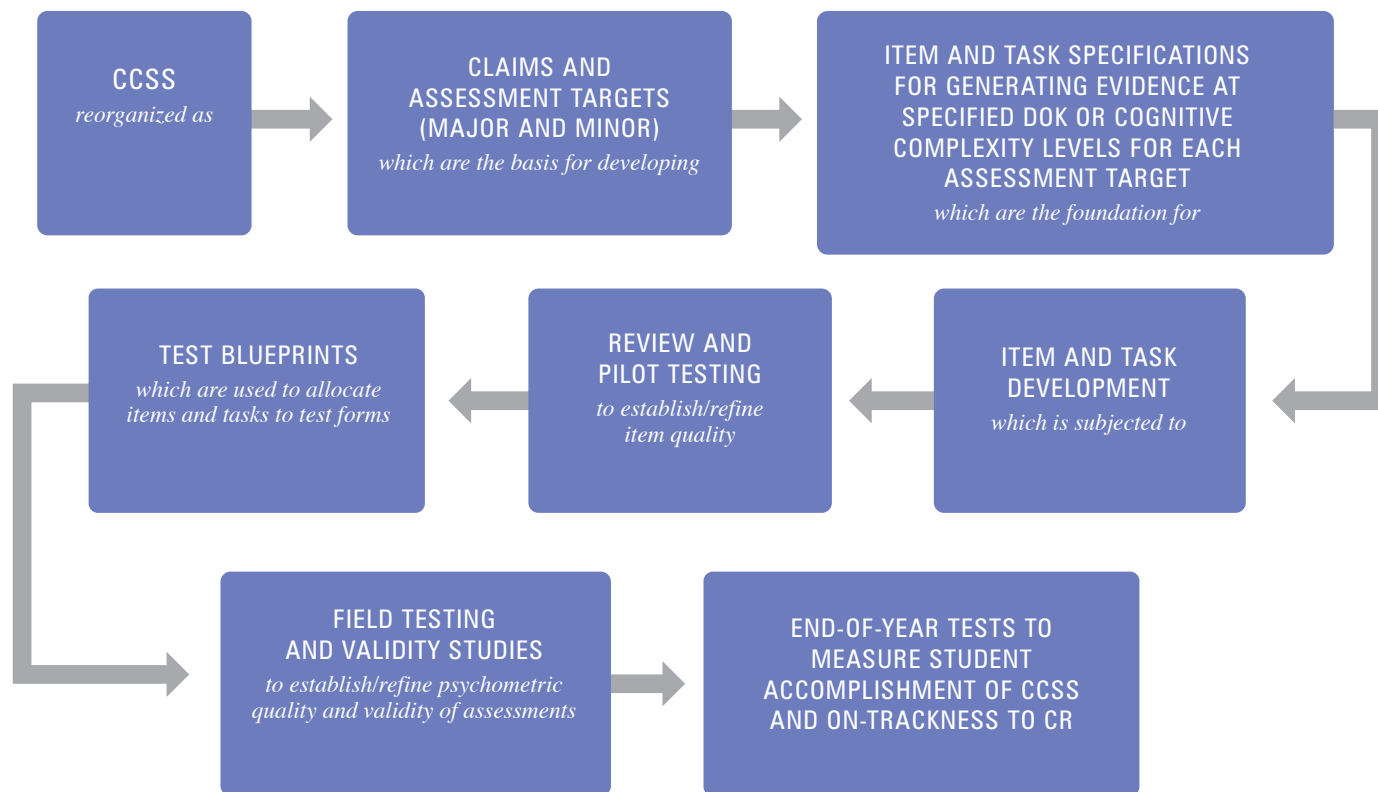 CCSS
reorganized as
CLAIMS AND
ASSESSMENT TARGETS
(MAJOR AND MINOR)
which are the basis for developing
ITEM AND TASK SPECIFICATIONS
FOR GENERATING EVIDENCE AT
SPECIFIED DOK OR COGNITIVE
COMPLEXITY LEVELS FOR EACH
ASSESSMENT TARGET
which are the foundation for
ITEM AND TASK
DEVELOPMENT
which is subjected to
REVIEW AND
PILOT TESTING
to establish/refine
item quality
TEST BLUEPRINTS
which are used to allocate
items and tasks to test forms
FIELD TESTING
AND VALIDITY STUDIES
to establish/refine psychometric
quality and validity of assessments
END-OF-YEAR TESTS TO
MEASURE STUDENT
ACCOMPLISHMENT OF CCSS
AND ON-TRACKNESS TO CR